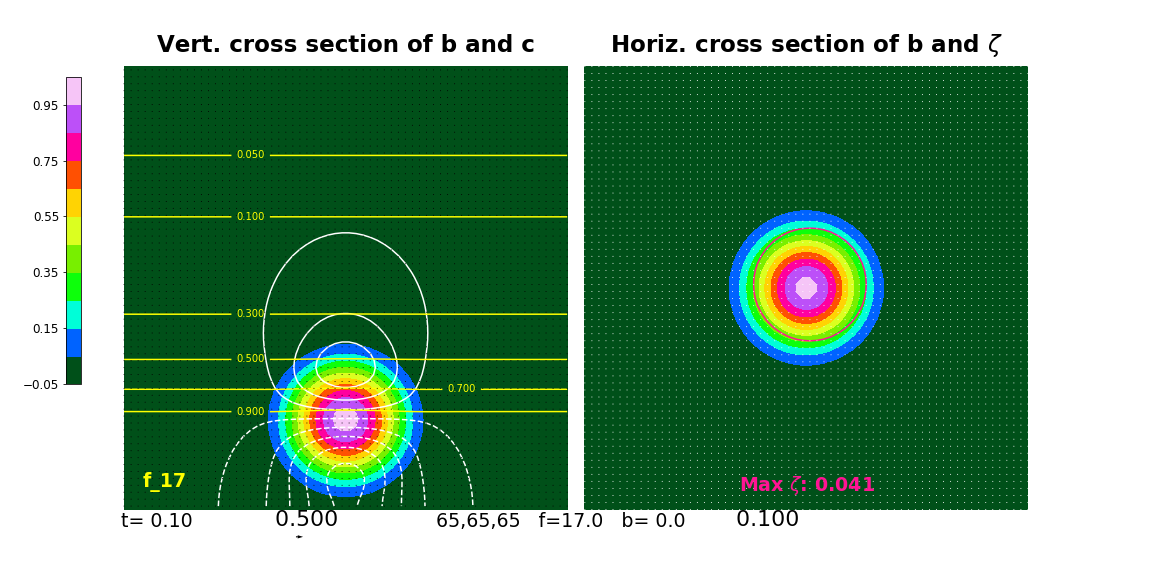 Vert. cross section of b and c
Horiz. cross section of b and ζ
0.95
0.75
0.55
0.35
0.15
−0.05
0.050
0.100
0.300
0.500
0.700
0.900
f_17
Max ζ: 0.041
t= 0.10 0.500 65,65,65 f=17.0 b= 0.0 0.100